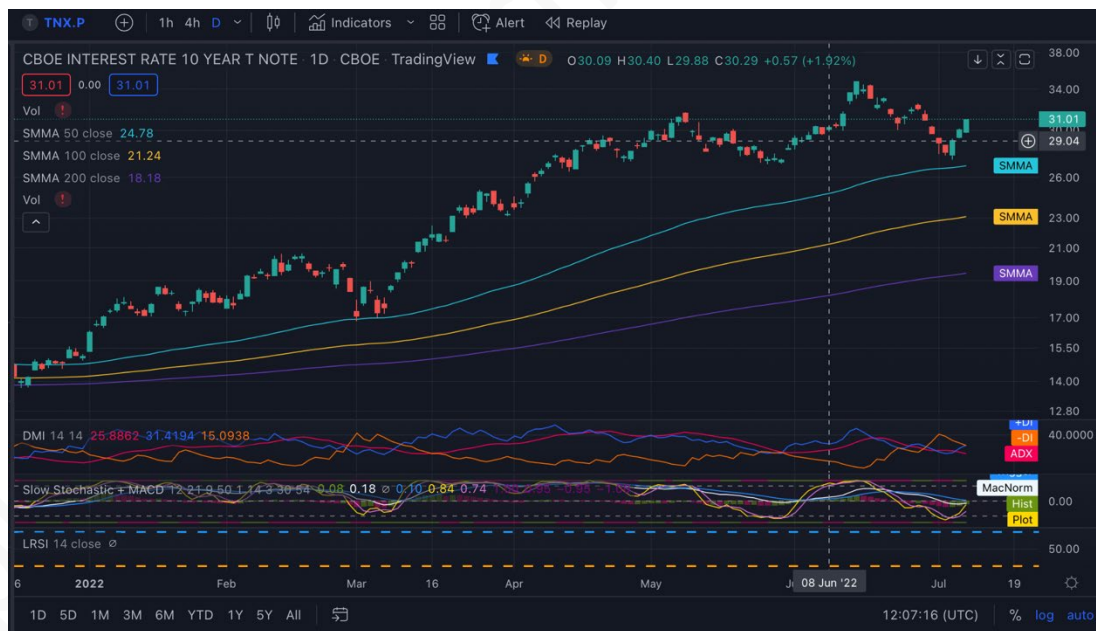 T TNX.P 1h 4h D Indicators Alert Replay
CBOE INTEREST RATE 10 YEAR T NOTE · 1D · CBOE · TradingView D O30.09 H30.40 L29.88 C30.29 +0.57 (+1.92%)
38.00
31.01 0.00 31.01
34.00
Vol !
31.01
SMMA 50 close 24.78
30.00
29.04
SMMA 100 close 21.24
SMMA
SMMA 200 close 18.18
26.00
Vol !
SMMA
23.00
21.00
SMMA
19.00
17.00
15.50
14.00
12.80
+DI
DMI 14 14 25.8862 31.4194 15.0938
40.0000
-DI
ADX
Slow Stochastic + MACD 12 21 9 50 1 14 3 30 54 0.08 0.18 ∅ 0.10 0.84 0.74
MacNorm
0.00
Hist
Plot
LRSI 14 close ∅
50.00
6 2022 Feb Mar 16 Apr May 08 Jun '22 Jul 19
1D 5D 1M 3M 6M YTD 1Y 5Y All 12:07:16 (UTC) % log auto